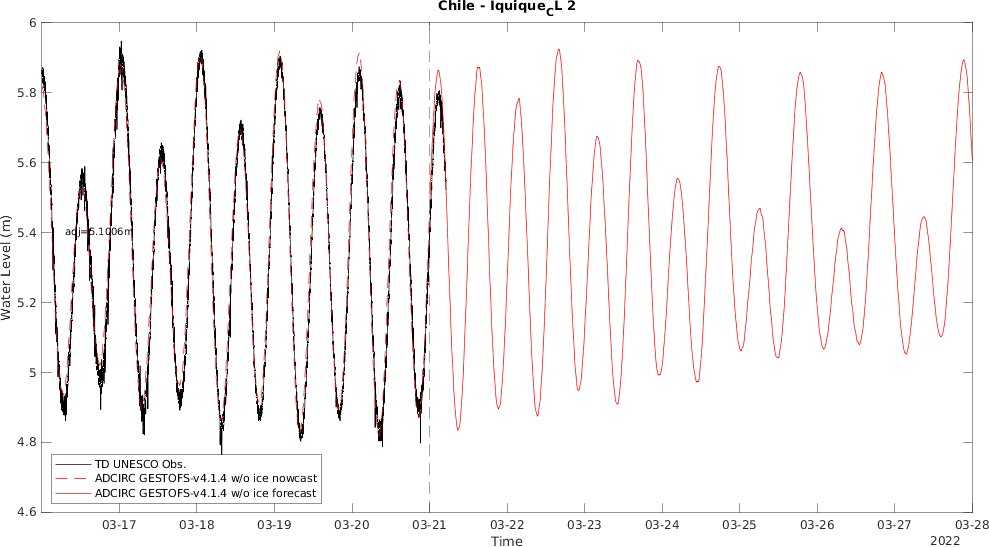 Chile - Iquique_CL 2
Water Level (m)
6
5.8
5.6
5.4
5.2
5
4.8
4.6
adj=5.1006m
TD UNESCO Obs.
ADCIRC GESTOFS-v4.1.4 w/o ice nowcast
ADCIRC GESTOFS-v4.1.4 w/o ice forecast
03-17 03-18 03-19 03-20 03-21 03-22 03-23 03-24 03-25 03-26 03-27 03-28
Time
2022